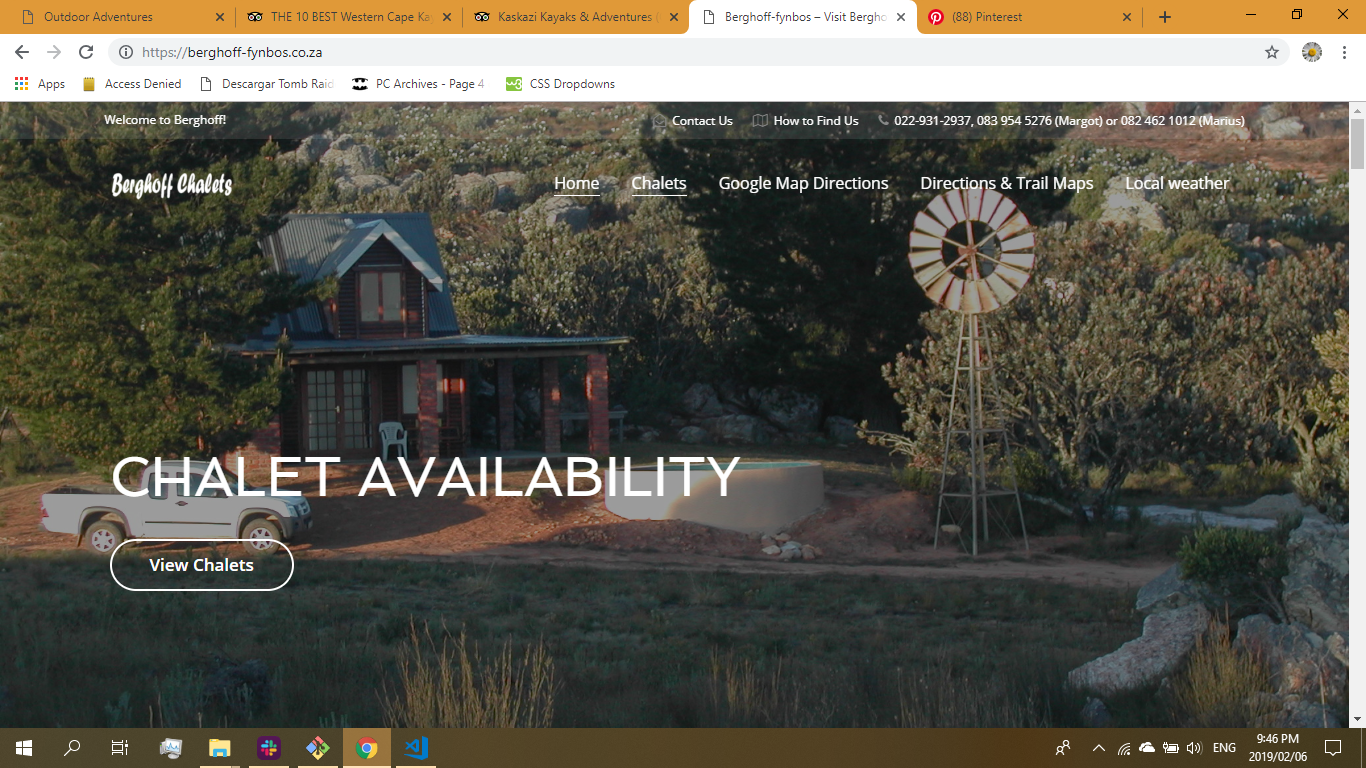 Outdoor Adventures
THE 10 BEST Western Cape Ka
Kaskazi Kayaks & Adventures (
Berghoff-fynbos – Visit Bergho
(88) Pinterest
https://berghoff-fynbos.co.za
Apps
Access Denied
Descargar Tomb Raid
PC Archives - Page 4
CSS Dropdowns
Welcome to Berghoff!
Contact Us
How to Find Us
022-931-2937, 083 954 5276 (Margot) or 082 462 1012 (Marius)
Berghoff Chalets
Home
Chalets
Google Map Directions
Directions & Trail Maps
Local weather
CHALET AVAILABILITY
View Chalets
ENG
9:46 PM
2019/02/06